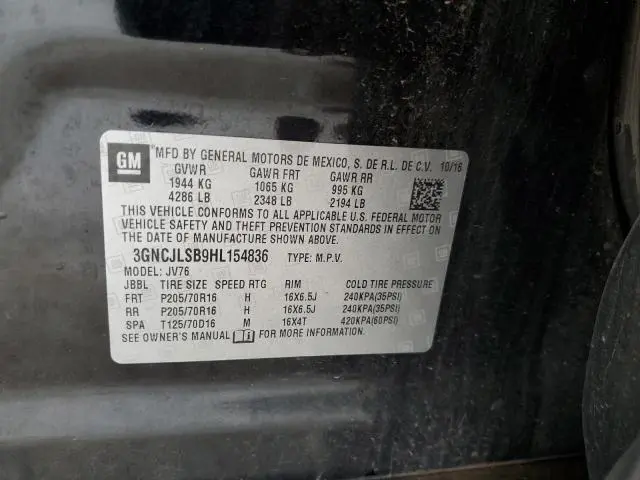 GM
MFD BY GENERAL MOTORS DE MEXICO, S. DE R.L. DE C.V. 10/16
GVWR GAWR FRT GAWR RR
1944 KG 1065 KG 995 KG
4286 LB 2348 LB 2194 LB
THIS VEHICLE CONFORMS TO ALL APPLICABLE U.S. FEDERAL MOTOR
VEHICLE SAFETY AND THEFT PREVENTION STANDARDS IN EFFECT ON
THE DATE OF MANUFACTURE SHOWN ABOVE.
3GNCJLSB9HL154836 TYPE: M.P.V.
MODEL: JV76
JBBL TIRE SIZE SPEED RTG RIM COLD TIRE PRESSURE
FRT P205/70R16 H 16X6.5J 240KPA(35PSI)
RR P205/70R16 H 16X6.5J 240KPA(35PSI)
SPA T125/70D16 M 16X4T 420KPA(60PSI)
SEE OWNER'S MANUAL FOR MORE INFORMATION.